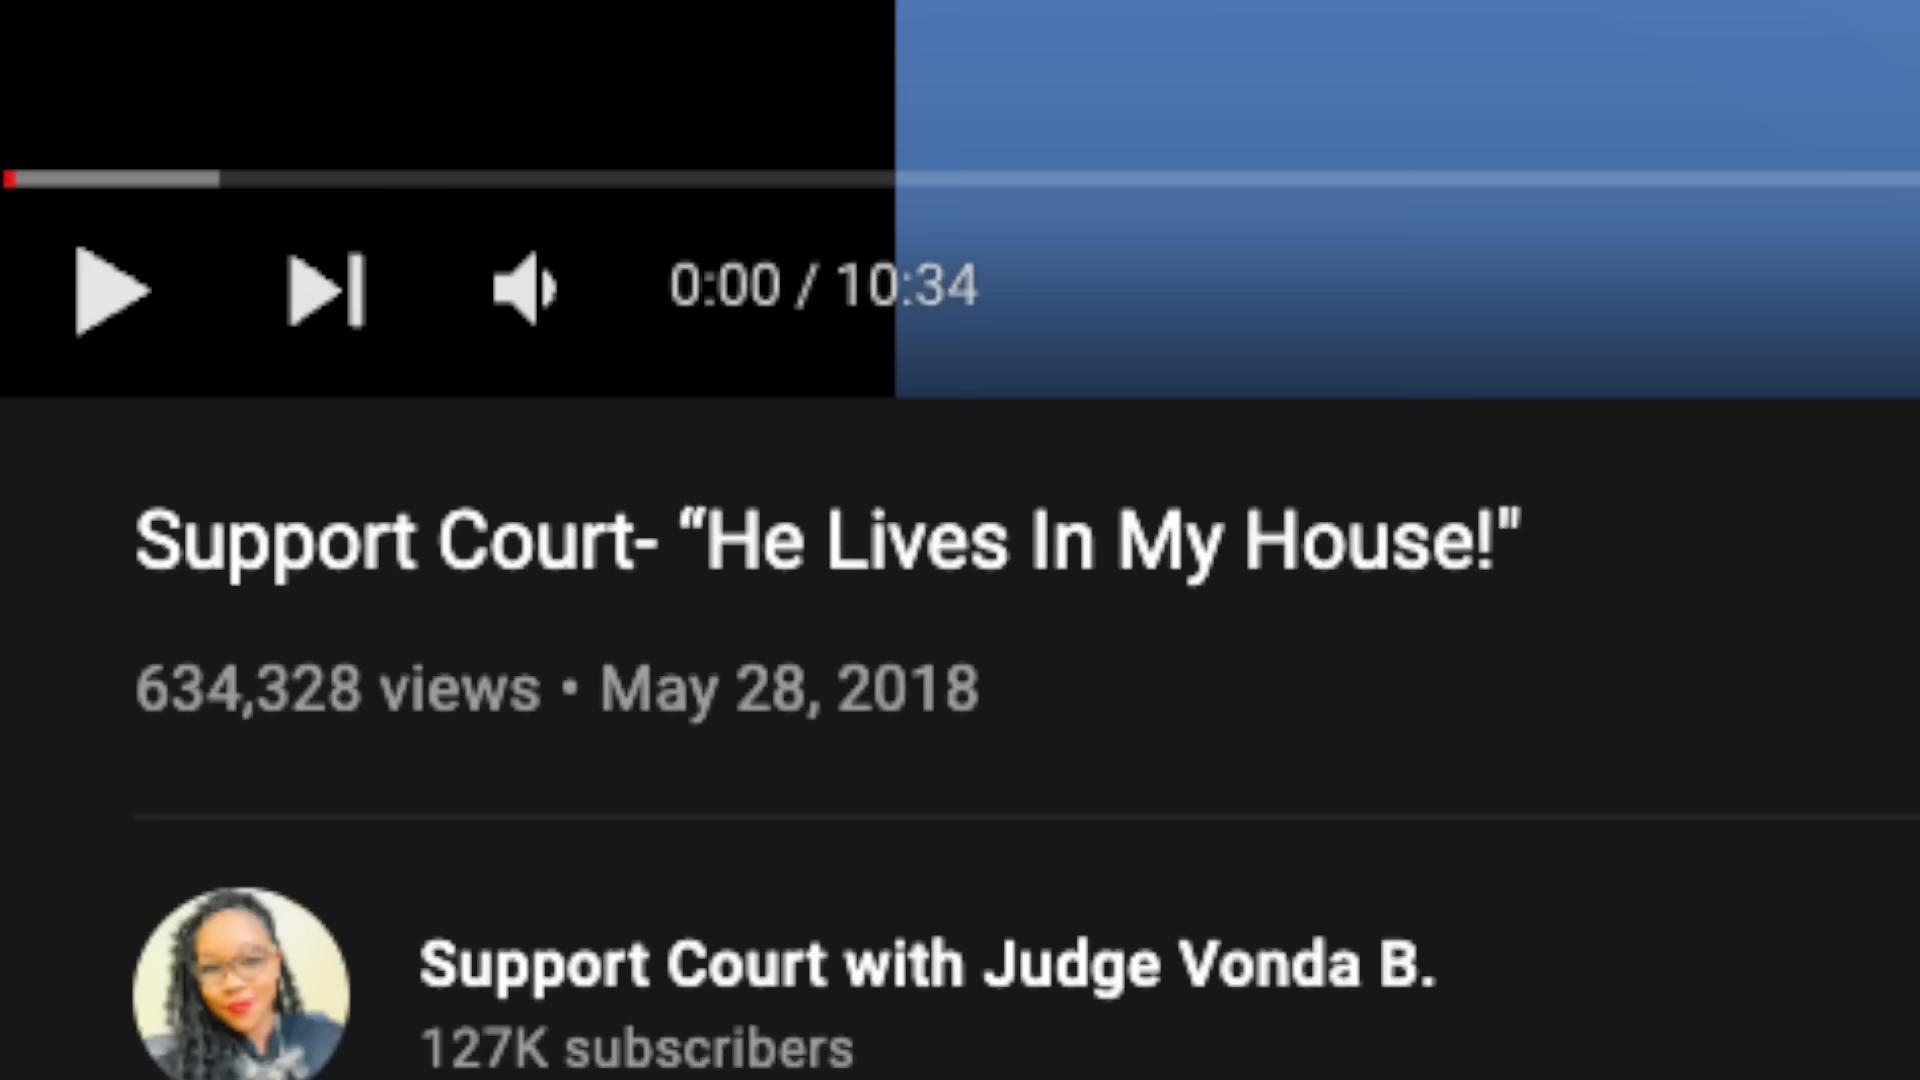 0:00 / 10:34
Support Court- “He Lives In My House!"
634,328 views • May 28, 2018
Support Court with Judge Vonda B.
127K subscribers